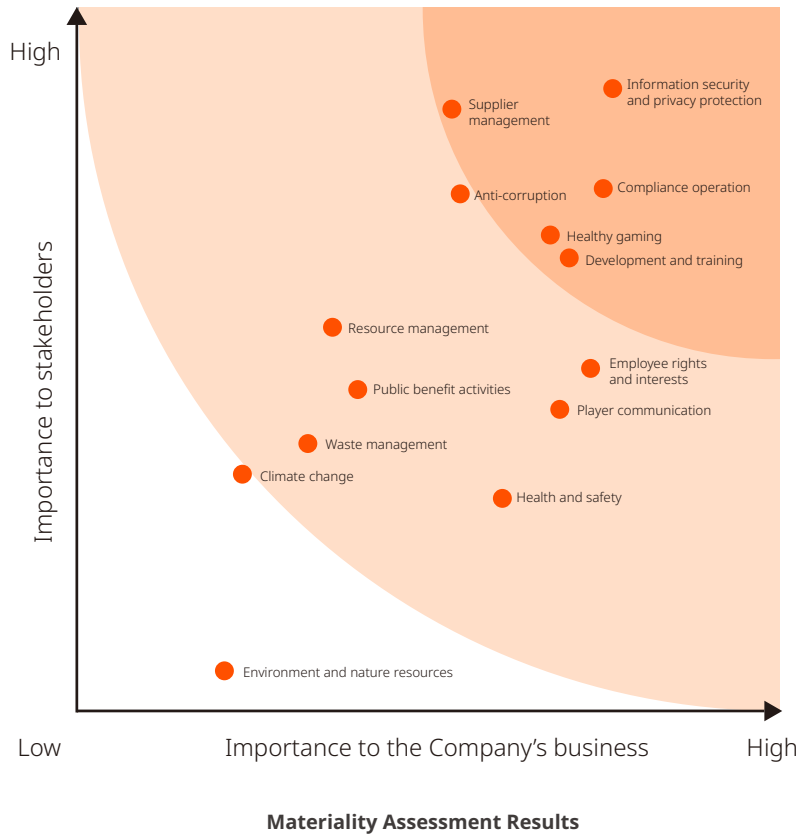 High
Information security
and privacy protection
Supplier
management
Compliance operation
Anti-corruption
Healthy gaming
Development and training
Importance to stakeholders
Resource management
Employee rights
and interests
Public benefit activities
Player communication
Waste management
Climate change
Health and safety
Environment and nature resources
Low
Importance to the Company’s business
High
Materiality Assessment Results